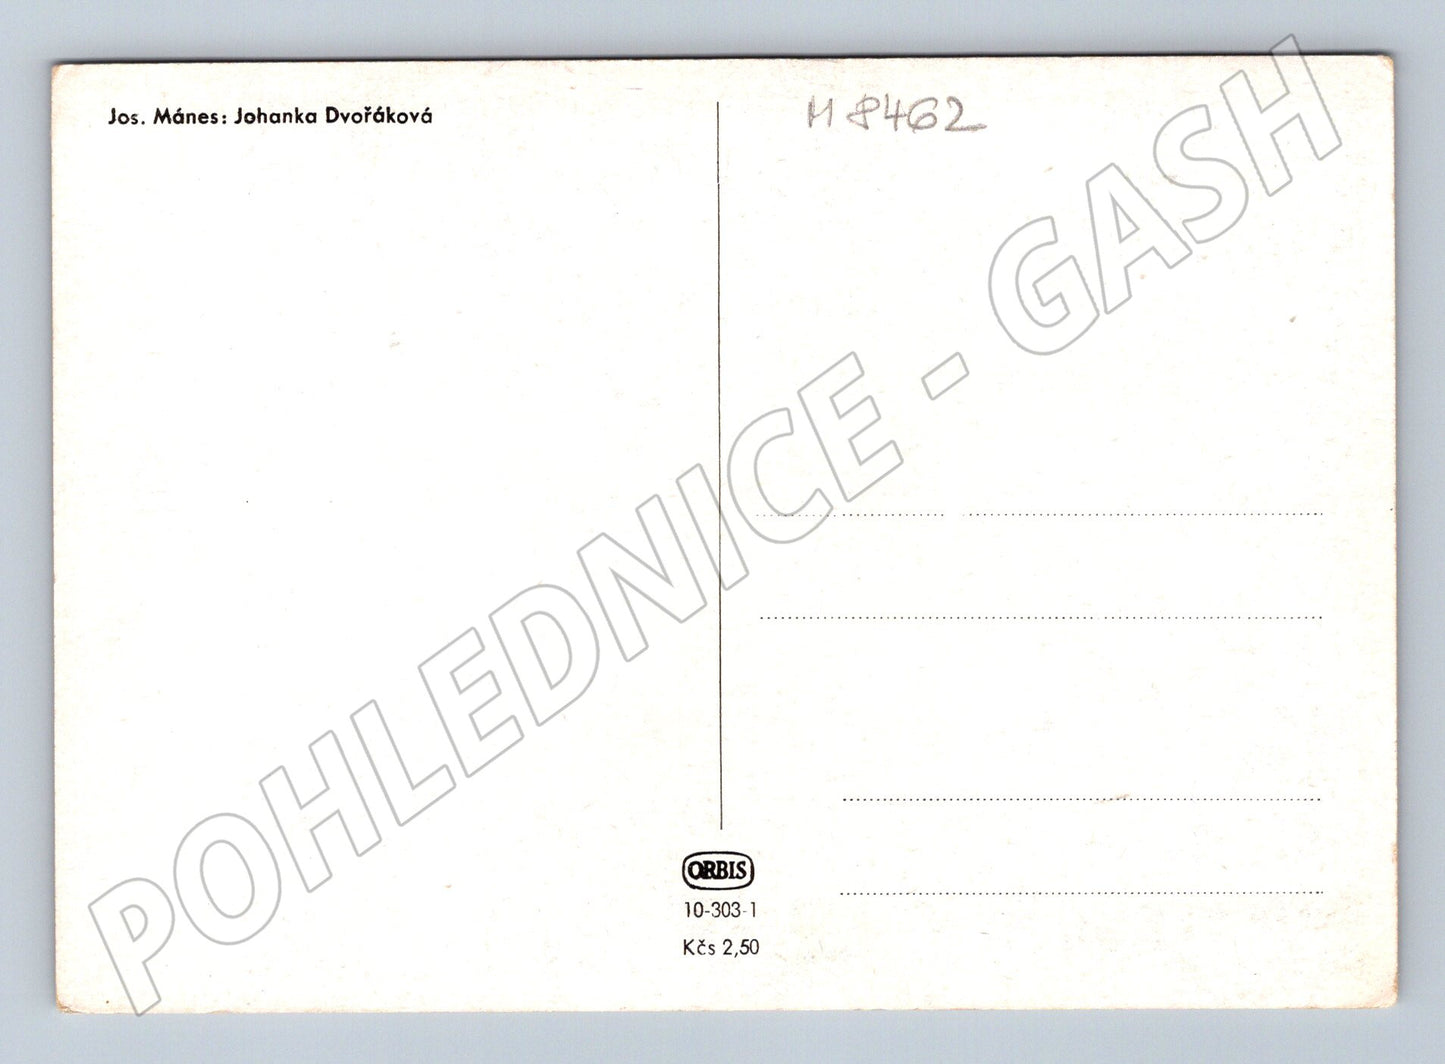 Jos. Mánes: Johanka Dvořáková
M 8462
POHLEDNICE - GASH
ORBIS
10-303-1
Kčs 2,50